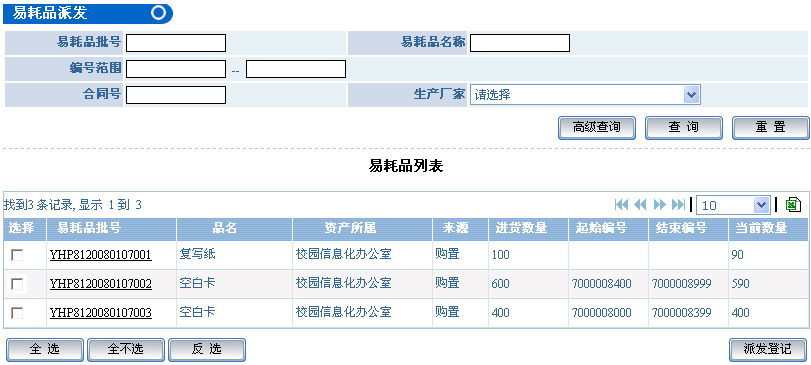 易耗品派发
易耗品批号 易耗品名称
编号范围 --
合同号 生产厂家 请选择
高级查询 查 询 重 置
易耗品列表
找到3 条记录, 显示 1 到 3 10
选择 易耗品批号 品名 资产所属 来源 进货数量 起始编号 结束编号 当前数量
YHP8120080107001 复写纸 校园信息化办公室 购置 100 90
YHP8120080107002 空白卡 校园信息化办公室 购置 600 7000008400 7000008999 590
YHP8120080107003 空白卡 校园信息化办公室 购置 400 7000008000 7000008399 400
全 选 全不选 反 选 派发登记